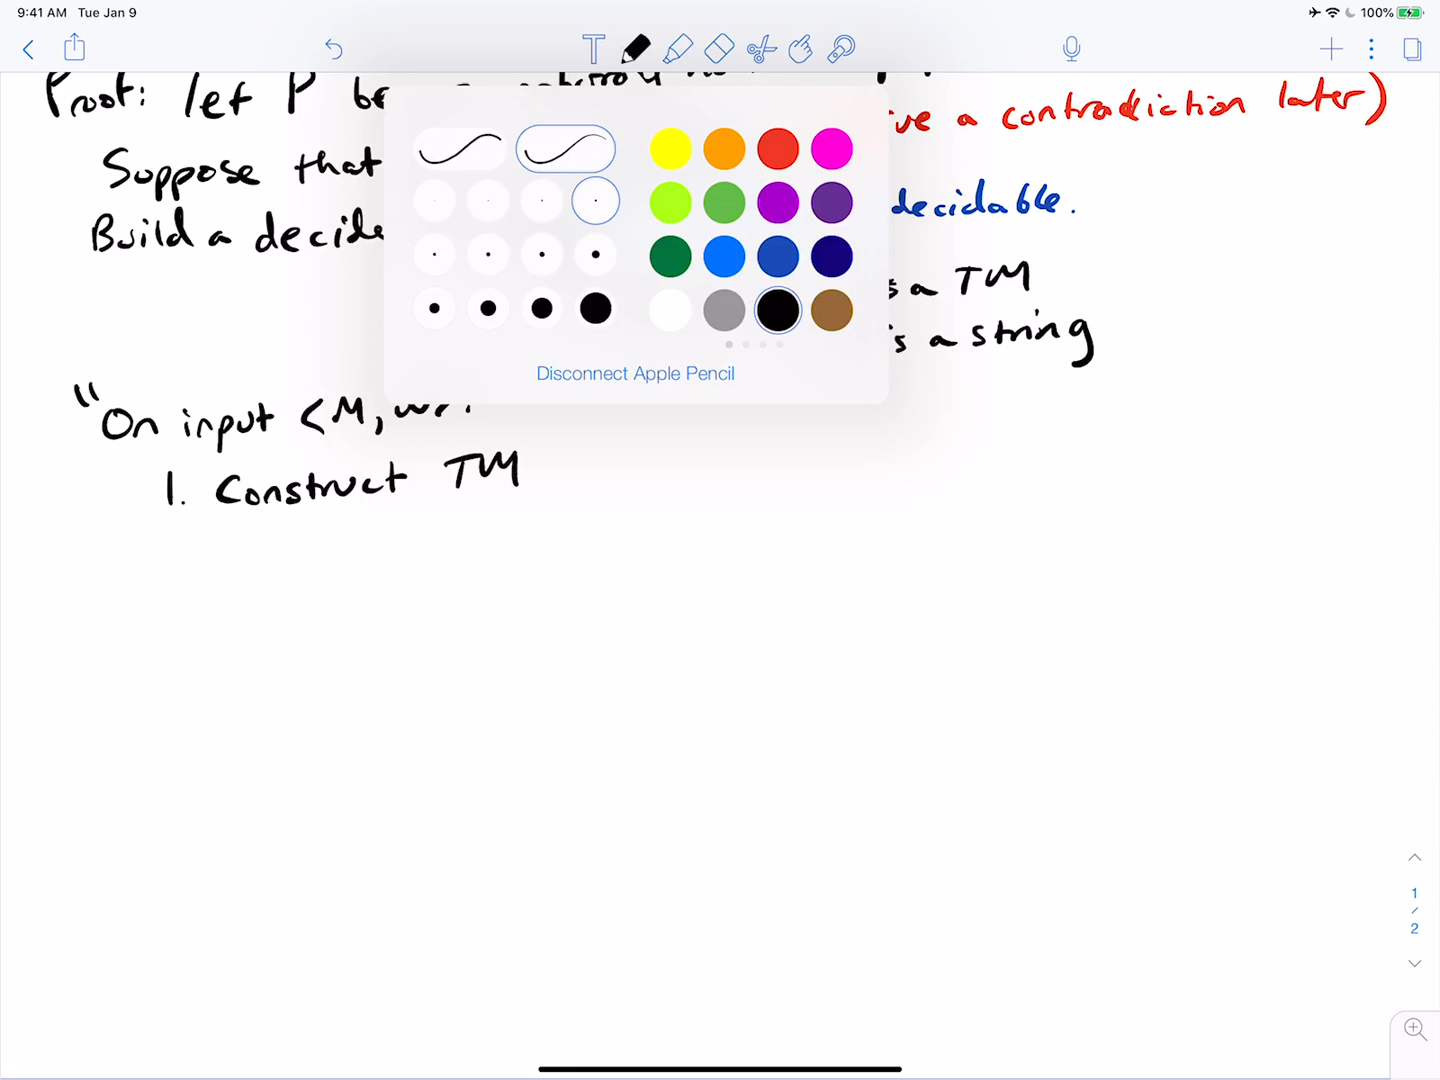 9:41 AM Tue Jan 9
100%
Proof: let P be
a contradiction later)
Suppose that
decidable.
Build a decide
a TM
is a string
Disconnect Apple Pencil
"On input <M, w>:
1. Construct TM
1
/
2